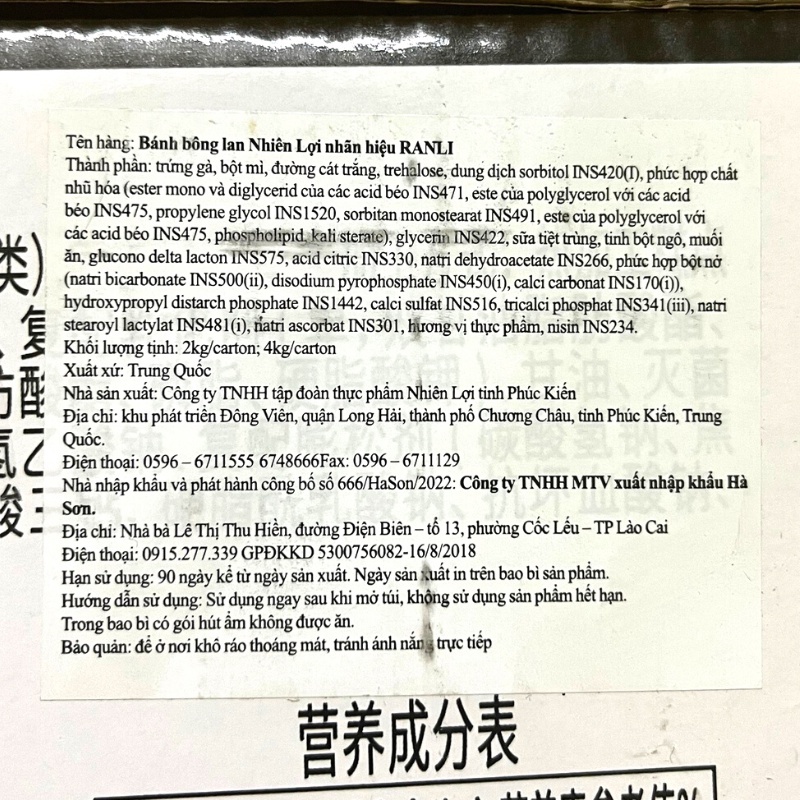 Tên hàng: Bánh bông lan Nhiên Lợi nhãn hiệu RANLI
Thành phần: trứng gà, bột mì, đường cát trắng, trehalose, dung dịch sorbitol INS420(I), phức hợp chất
nhũ hóa (ester mono và diglycerid của các acid béo INS471, este của polyglycerol với các acid
béo INS475, propylene glycol INS1520, sorbitan monostearat INS491, este của polyglycerol với
các acid béo INS475, phospholipid, kali sterate), glycerin INS422, sữa tiệt trùng, tinh bột ngô, muối
ăn, glucono delta lacton INS575, acid citric INS330, natri dehydroacetate INS266, phức hợp bột nở
(natri bicarbonate INS500(ii), disodium pyrophosphate INS450(i), calci carbonat INS170(i)),
hydroxypropyl distarch phosphate INS1442, calci sulfat INS516, tricalci phosphat INS341(iii), natri
stearoyl lactylat INS481(i), natri ascorbat INS301, hương vị thực phẩm, nisin INS234.
Khối lượng tịnh: 2kg/carton; 4kg/carton
Xuất xứ: Trung Quốc
Nhà sản xuất: Công ty TNHH tập đoàn thực phẩm Nhiên Lợi tỉnh Phúc Kiến
Địa chỉ: khu phát triển Đông Viên, quận Long Hải, thành phố Chương Châu, tỉnh Phúc Kiến, Trung
Quốc.
Điện thoại: 0596 – 6711555 6748666Fax: 0596 – 6711129
Nhà nhập khẩu và phát hành công bố số 666/HaSon/2022: Công ty TNHH MTV xuất nhập khẩu Hà
Sơn.
Địa chỉ: Nhà bà Lê Thị Thu Hiền, đường Điện Biên – tổ 13, phường Cốc Lếu – TP Lào Cai
Điện thoại: 0915.277.339 GPĐKKD 5300756082-16/8/2018
Hạn sử dụng: 90 ngày kể từ ngày sản xuất. Ngày sản xuất in trên bao bì sản phẩm.
Hướng dẫn sử dụng: Sử dụng ngay sau khi mở túi, không sử dụng sản phẩm hết hạn.
Trong bao bì có gói hút ẩm không được ăn.
Bảo quản: để ở nơi khô ráo thoáng mát, tránh ánh nắng trực tiếp
营养成分表